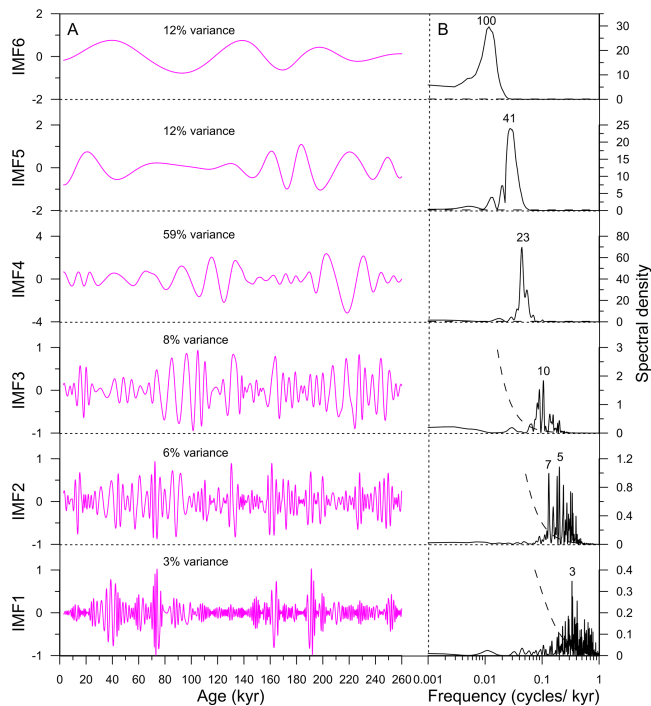 A
B
12% variance
100
IMF6
2
0
-2
30
20
10
0
12% variance
41
IMF5
2
0
-2
25
20
15
10
5
0
59% variance
23
IMF4
4
0
-4
80
60
40
20
0
Spectral density
8% variance
10
IMF3
1
0
-1
3
2
1
0
6% variance
7
5
IMF2
1
0
-1
1.2
0.8
0.4
0
3% variance
3
IMF1
1
0
-1
0.4
0.3
0.2
0.1
0
0 20 40 60 80 100 120 140 160 180 200 220 240 260
0.001 0.01 0.1 1
Age (kyr)
Frequency (cycles/ kyr)